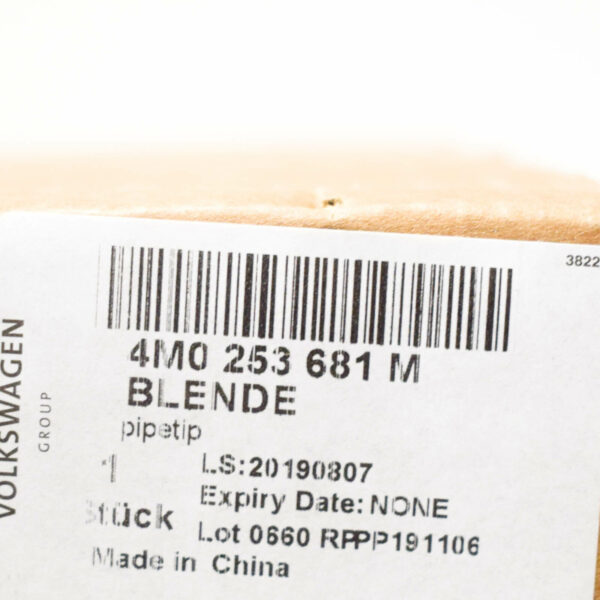 3822
4M0 253 681 M
BLENDE
pipetip
1 LS:20190807
Expiry Date: NONE
Stück Lot 0660 RPPP191106
Made in China
VOLKSWAGEN
GROUP